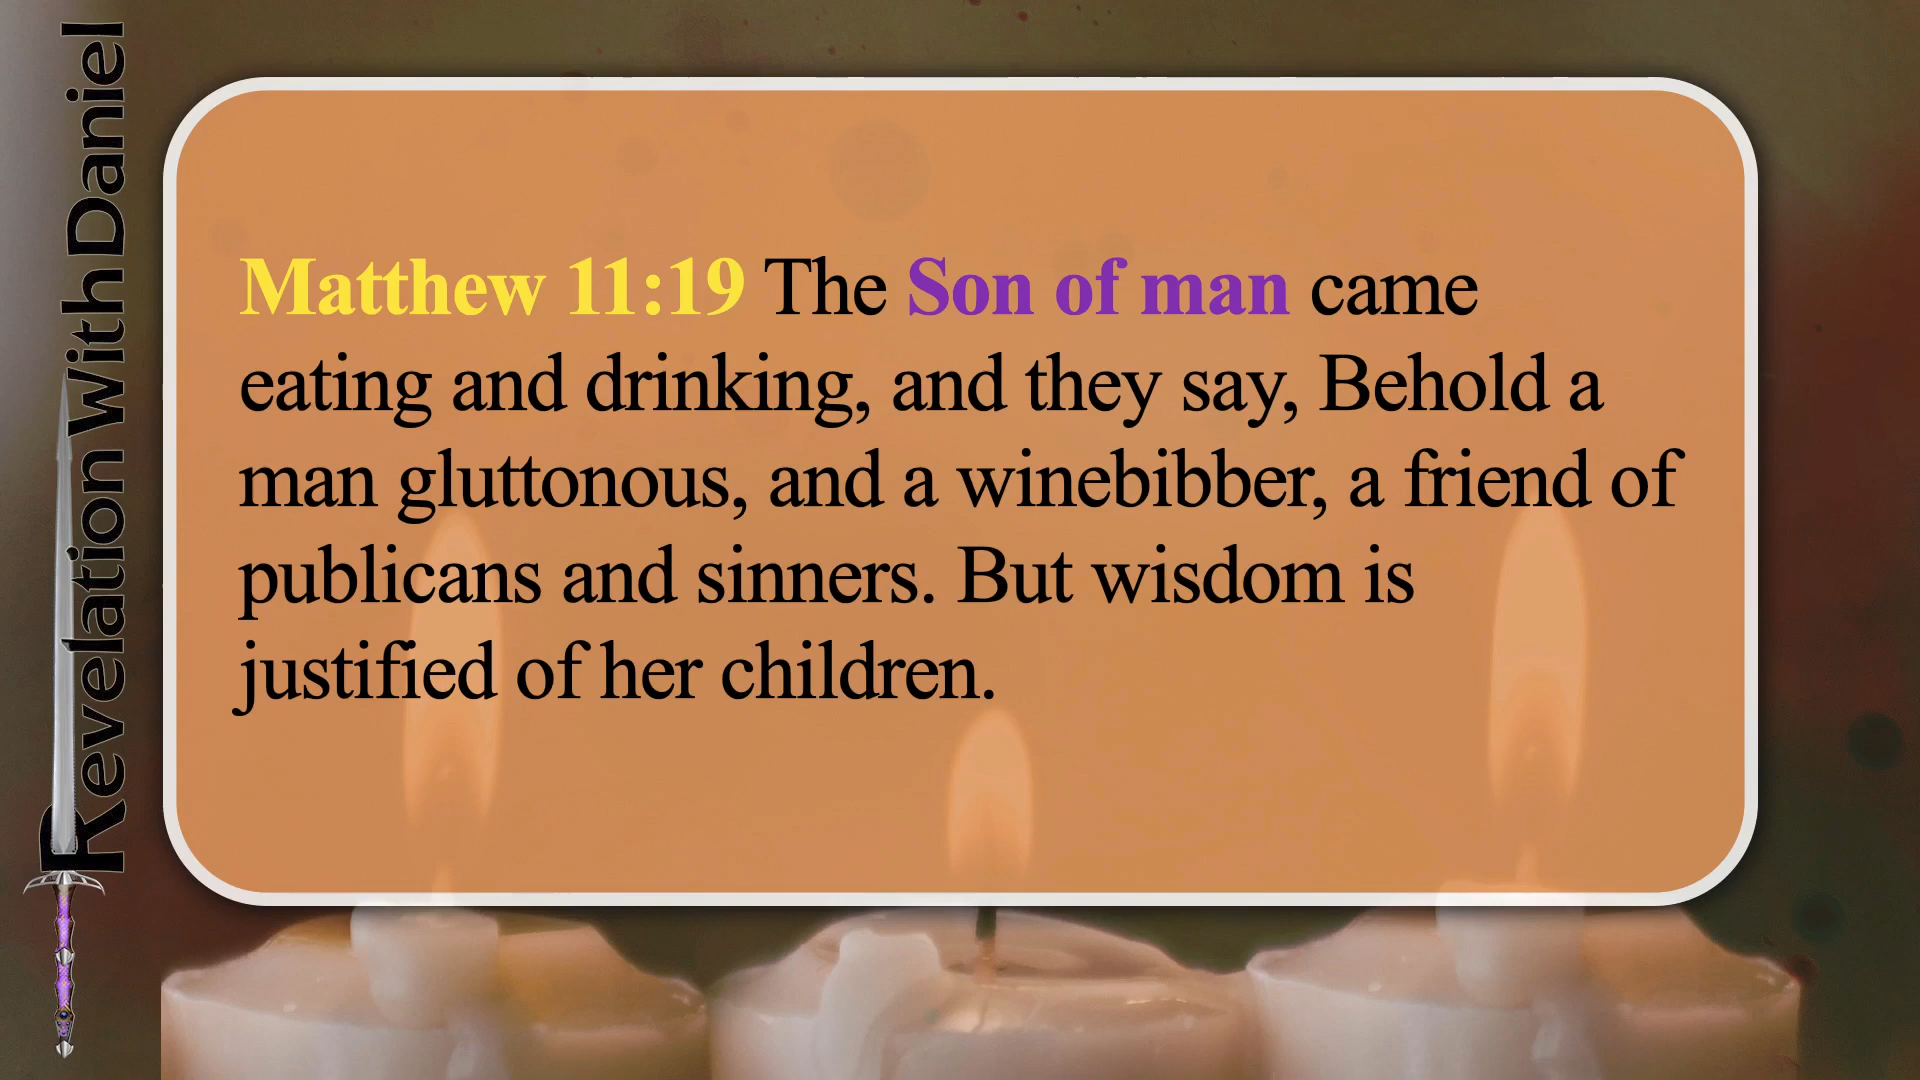 Revelation With Daniel
Matthew 11:19 The Son of man came
eating and drinking, and they say, Behold a
man gluttonous, and a winebibber, a friend of
publicans and sinners. But wisdom is
justified of her children.